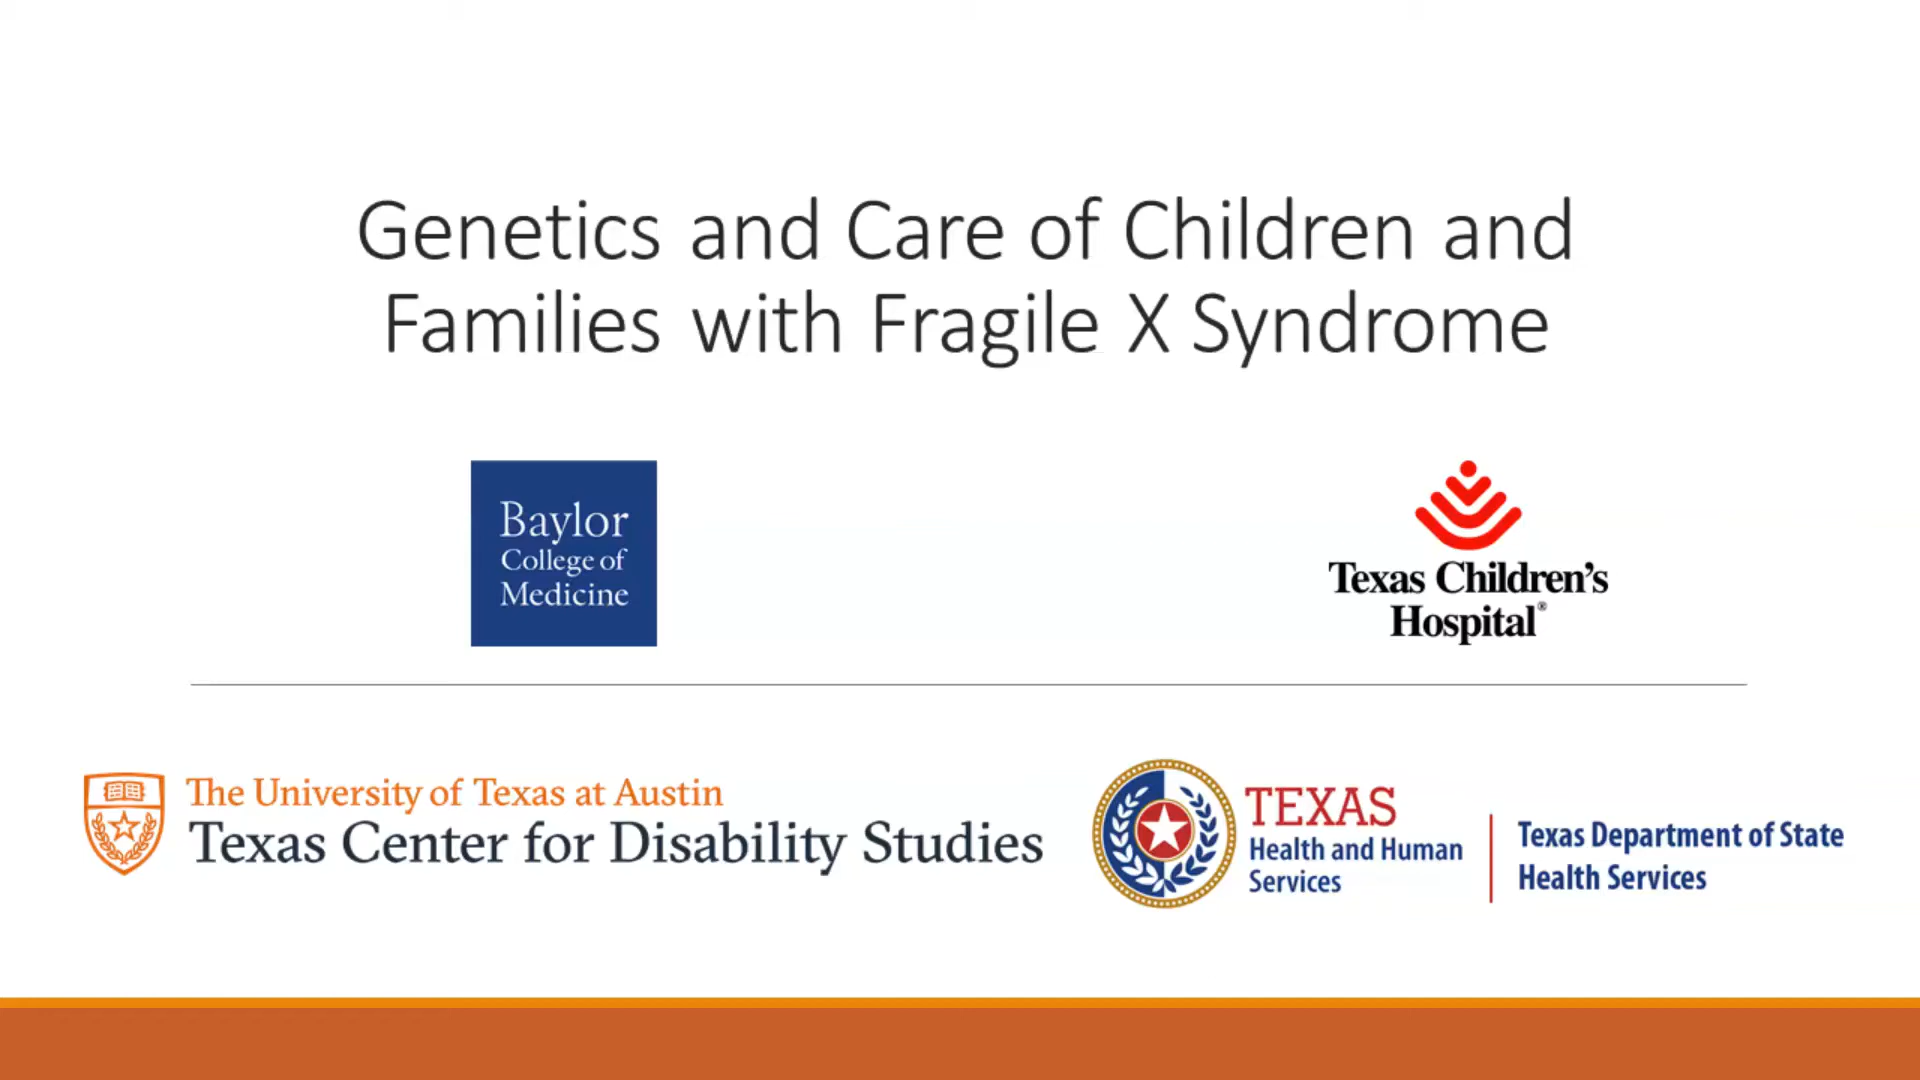 Genetics and Care of Children and
Families with Fragile X Syndrome
Baylor
College of
Medicine
Texas Children's
Hospital®
The University of Texas at Austin
Texas Center for Disability Studies
TEXAS
Health and Human
Services
Texas Department of State
Health Services